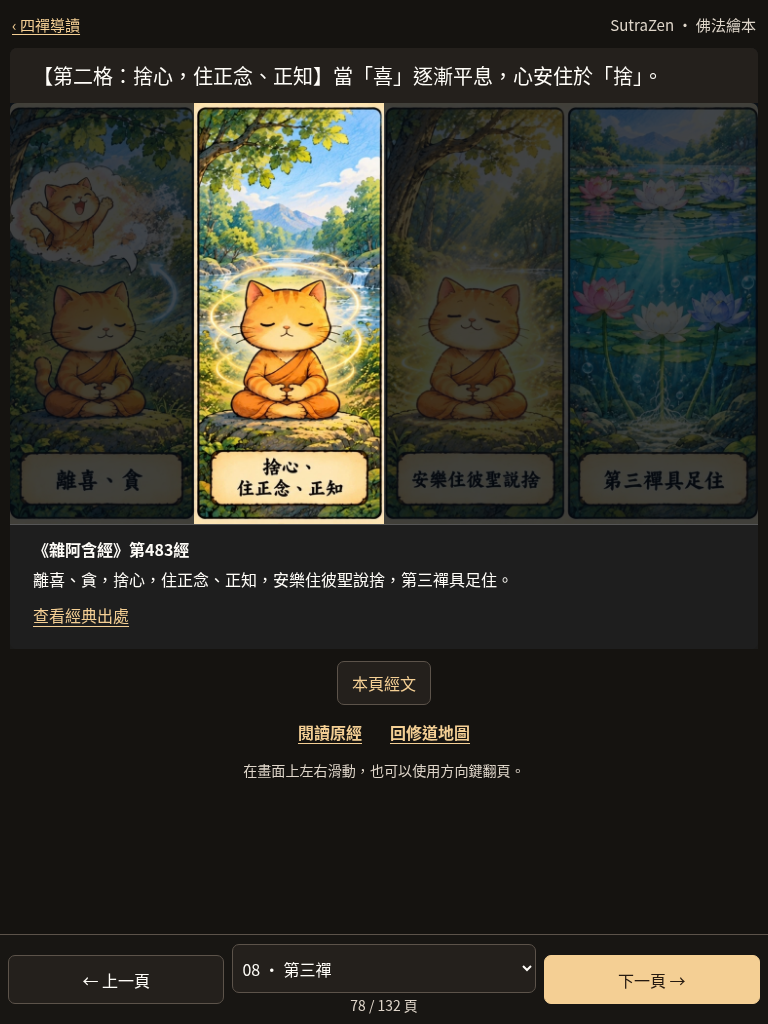 ‹ 四禪導讀
SutraZen · 佛法繪本
【第二格：捨心，住正念、正知】當「喜」逐漸平息，心安住於「捨」。
離喜、貪
捨心、
住正念、正知
安樂住彼聖說捨
第三禪具足住
《雜阿含經》第483經
離喜、貪，捨心，住正念、正知，安樂住彼聖說捨，第三禪具足住。
查看經典出處
本頁經文
閱讀原經
回修道地圖
在畫面上左右滑動，也可以使用方向鍵翻頁。
← 上一頁
08 · 第三禪
下一頁 →
78 / 132 頁